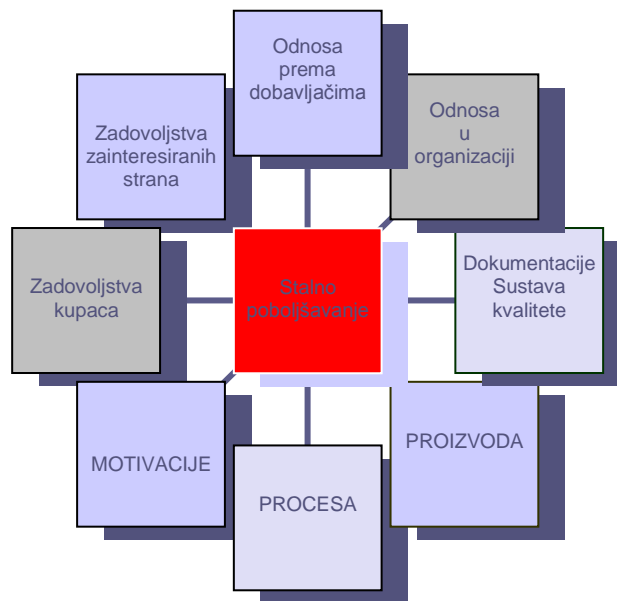 Odnosa
prema
dobavljačima
Zadovoljstva
zainteresiranih
strana
Odnosa
u
organizaciji
Zadovoljstva
kupaca
Stalno
poboljšavanje
Dokumentacije
Sustava
kvalitete
MOTIVACIJE
PROIZVODA
PROCESA